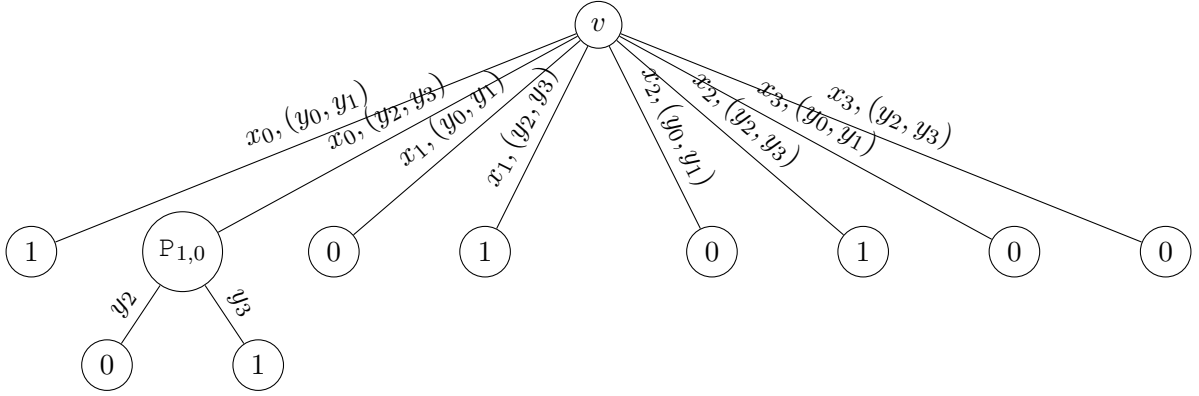 v
x₀, (y₀, y₁)
x₀, (y₂, y₃)
x₁, (y₀, y₁)
x₁, (y₂, y₃)
x₂, (y₀, y₁)
x₂, (y₂, y₃)
x₃, (y₀, y₁)
x₃, (y₂, y₃)
1 P₁,₀ 0 1 0 1 0 0
y₂ y₃
0 1